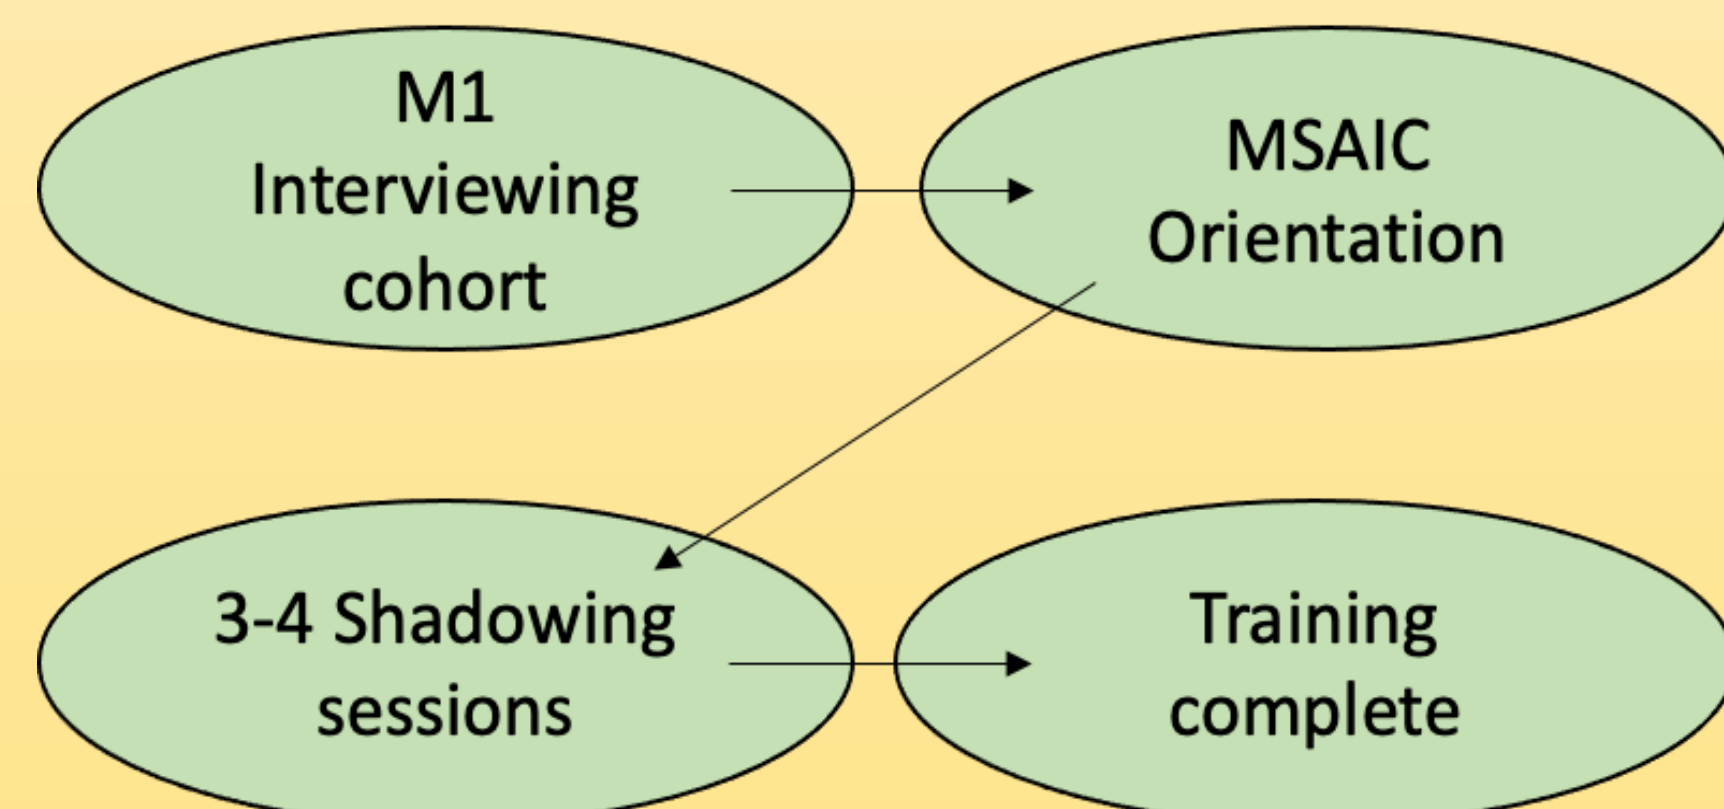 M1
Interviewing
cohort
MSAIC
Orientation
3-4 Shadowing
sessions
Training
complete